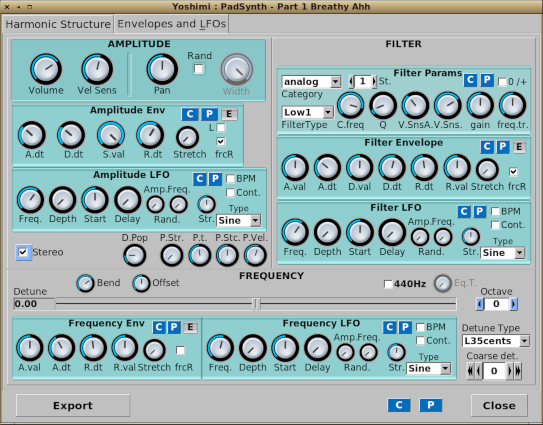 Yoshimi : PadSynth - Part 1 Breathy Ahh
Harmonic Structure
Envelopes and LFOs
AMPLITUDE
Rand
Volume Vel Sens Pan Width
Amplitude Env
C P E
L
A.dt D.dt S.val R.dt Stretch frcR
Amplitude LFO
C P BPM
Cont.
Amp.Freq.
Freq. Depth Start Delay Rand. Str.
Type
Sine
Stereo
D.Pop P.Str. P.t. P.Stc. P.Vel.
FILTER
Filter Params
analog 1 St. C P 0 /+
Category
Low1
FilterType C.freq Q V.SnsA. V.Sns. gain freq.tr.
Filter Envelope
C P E
A.val A.dt D.val D.dt R.dt R.val Stretch frcR
Filter LFO
C P BPM
Cont.
Amp.Freq.
Freq. Depth Start Delay Rand. Str.
Type
Sine
FREQUENCY
Bend Offset 440Hz Eq.T.
Detune
0.00
Octave
0
Frequency Env
C P E
A.val A.dt R.dt R.val Stretch frcR
Frequency LFO
C P BPM
Cont.
Amp.Freq.
Freq. Depth Start Delay Rand. Str.
Type
Sine
Detune Type
L35cents
Coarse det.
0
Export C P Close